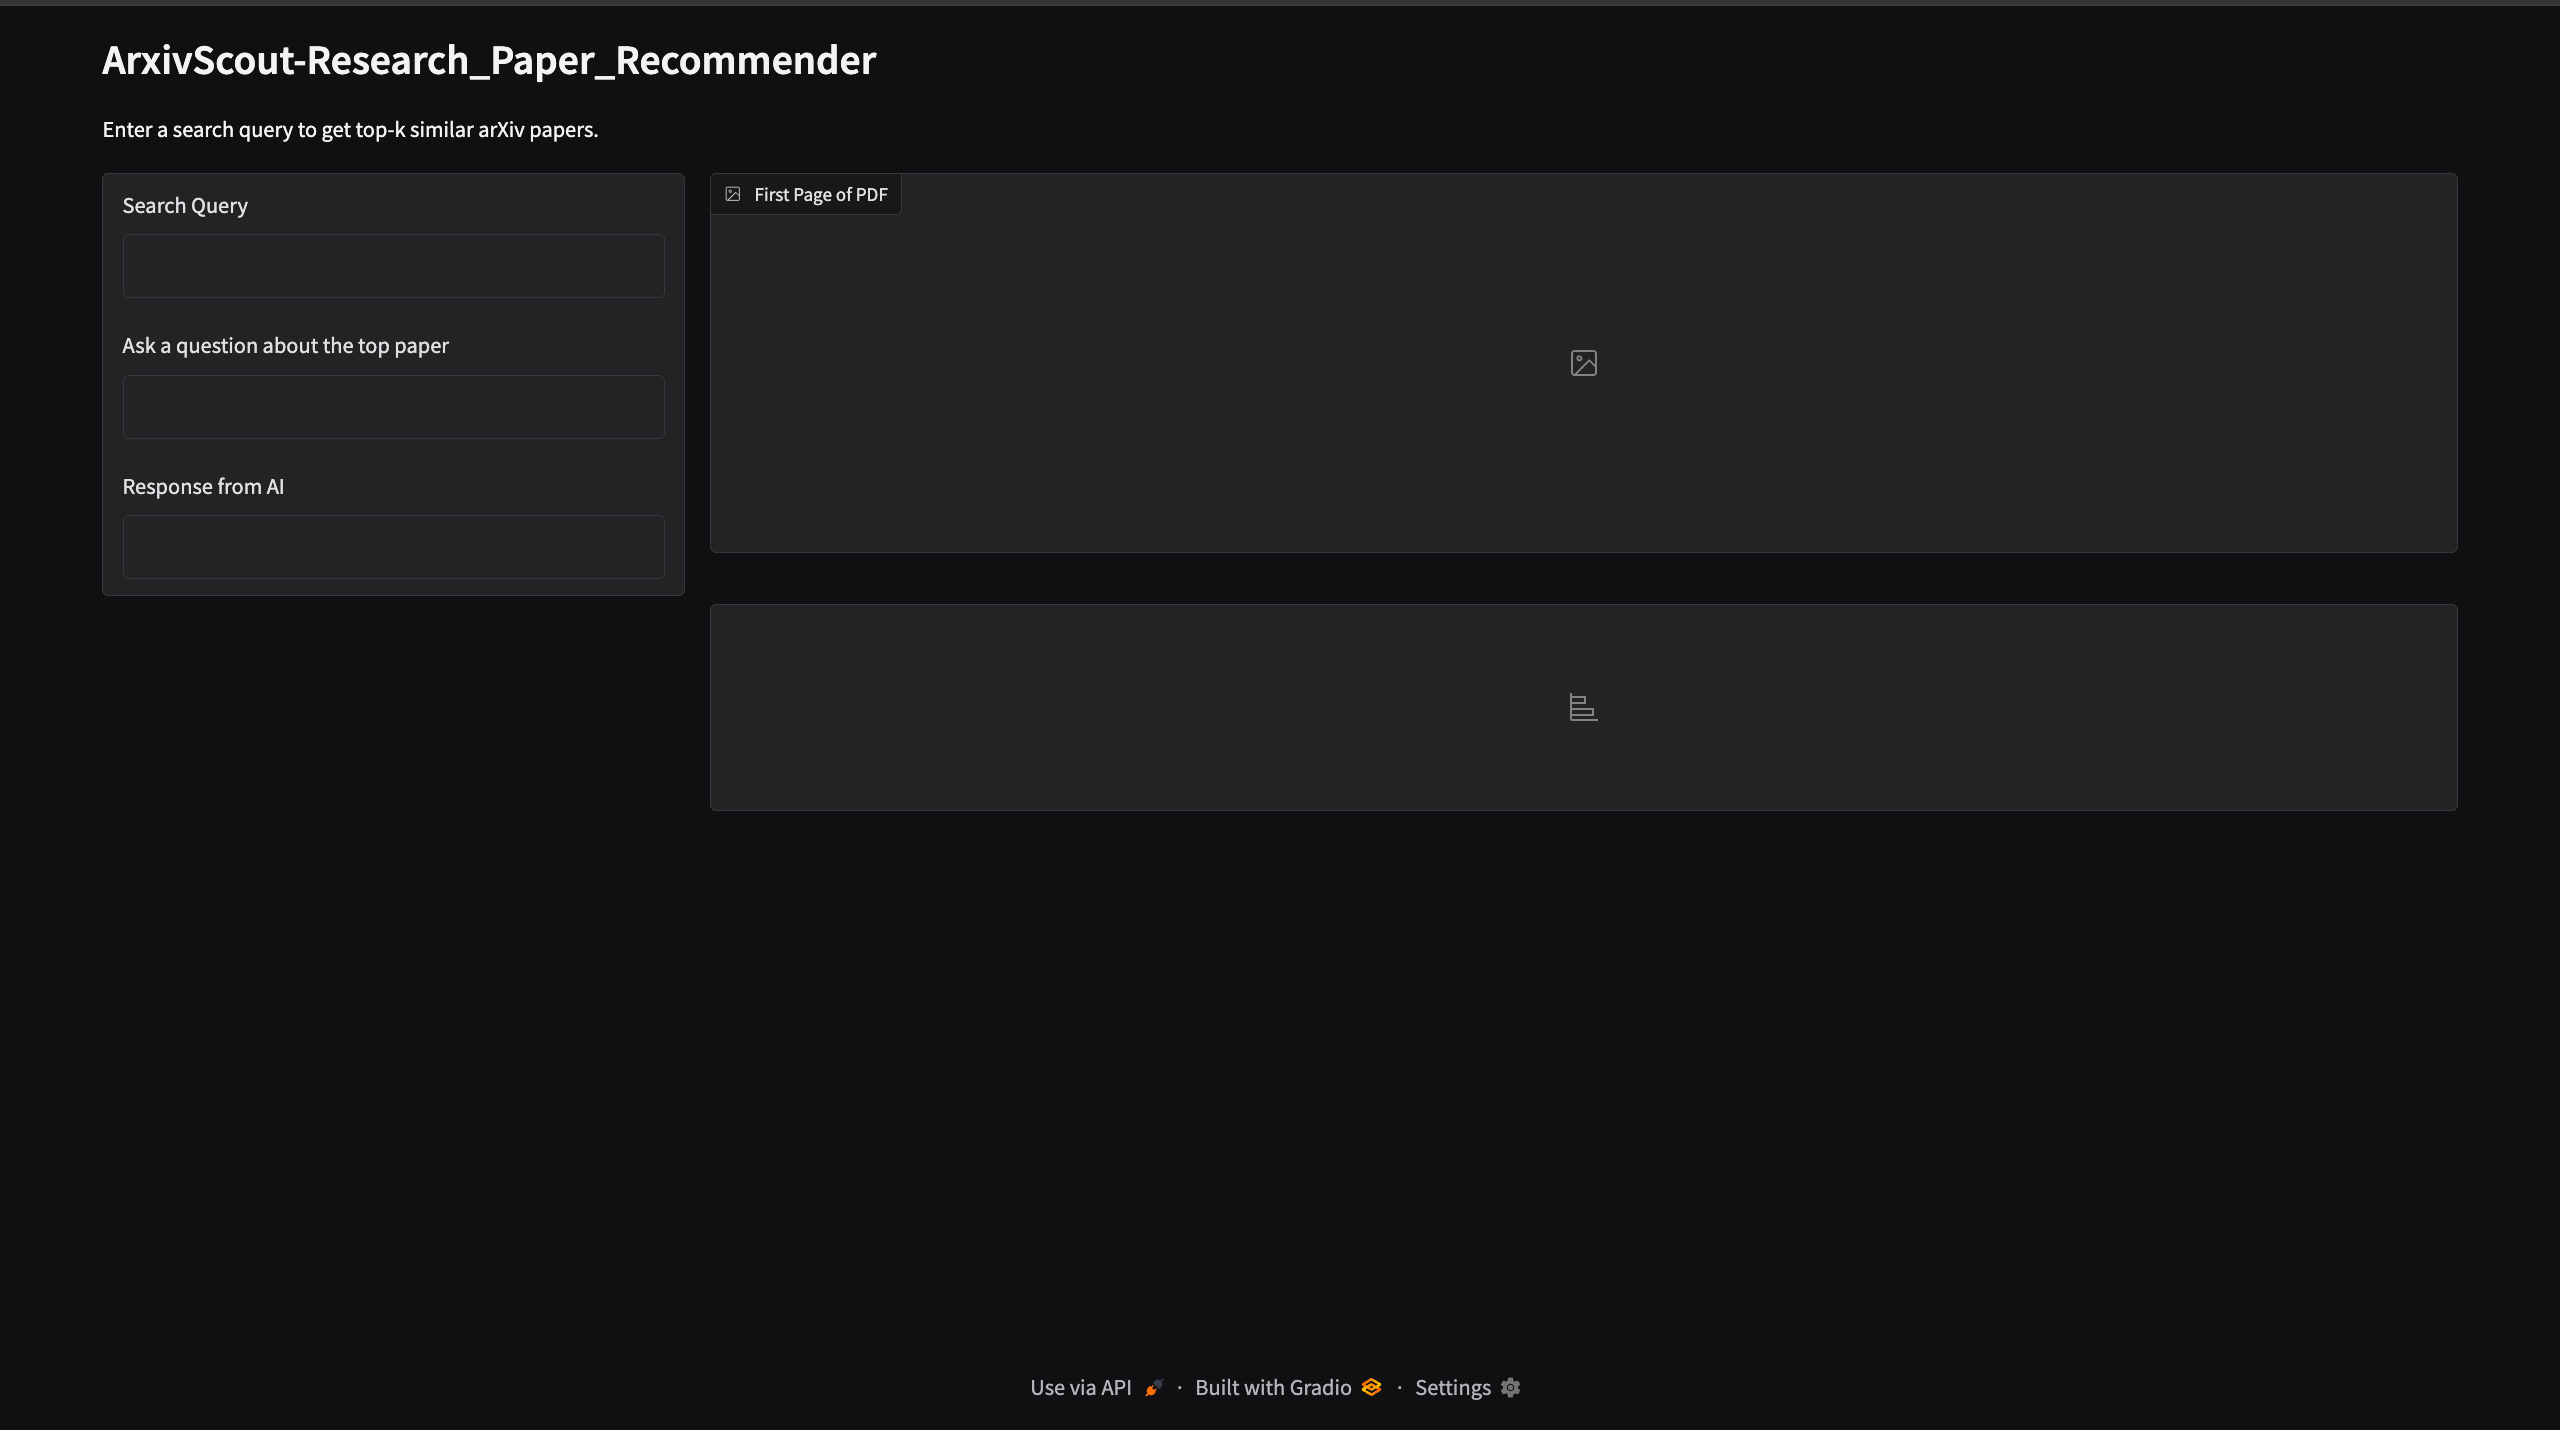 ArxivScout-Research_Paper_Recommender
Enter a search query to get top-k similar arXiv papers.
Search Query
Ask a question about the top paper
Response from AI
First Page of PDF
Use via API · Built with Gradio · Settings